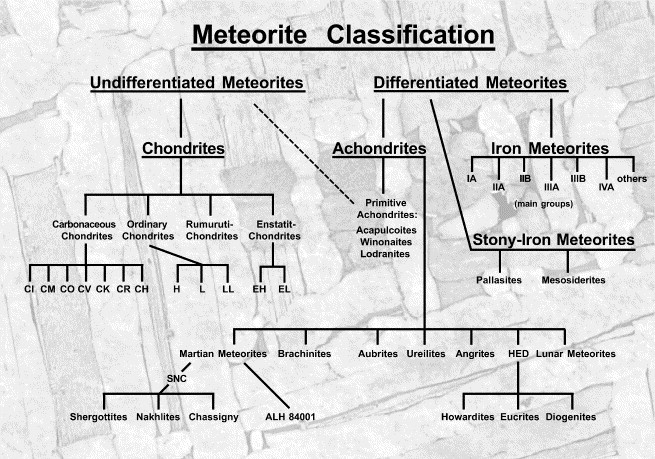 Meteorite Classification
Undifferentiated Meteorites
Differentiated Meteorites
Chondrites
Achondrites
Iron Meteorites
IA
IIA
IIB
IIIA
IIIB
IVA
others
(main groups)
Primitive
Achondrites:
Acapulcoites
Winonaites
Lodranites
Carbonaceous
Chondrites
Ordinary
Chondrites
Rumuruti-
Chondrites
Enstatit-
Chondrites
Stony-Iron Meteorites
Pallasites
Mesosiderites
CI
CM
CO
CV
CK
CR
CH
H
L
LL
EH
EL
Martian Meteorites
Brachinites
Aubrites
Ureilites
Angrites
HED
Lunar Meteorites
SNC
Shergottites
Nakhlites
Chassigny
ALH 84001
Howardites
Eucrites
Diogenites